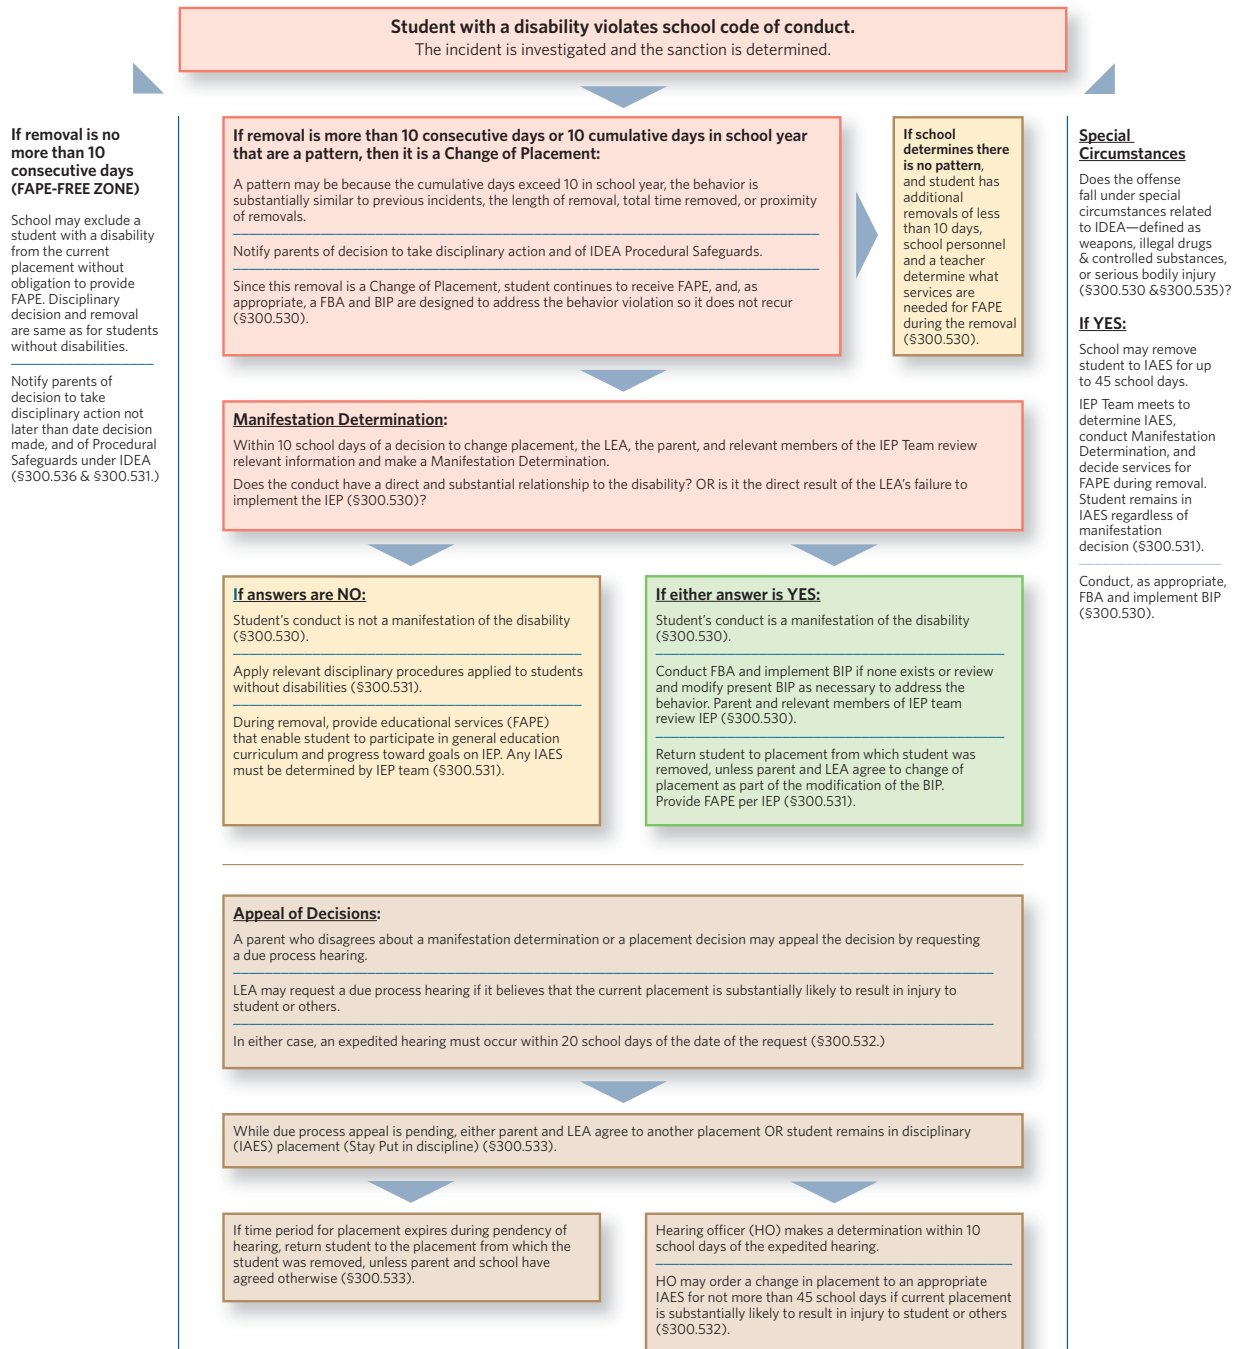 Student with a disability violates school code of conduct.
The incident is investigated and the sanction is determined.
If removal is no
more than 10
consecutive days
(FAPE-FREE ZONE)
School may exclude a
student with a disability
from the current
placement without
obligation to provide
FAPE. Disciplinary
decision and removal
are same as for students
without disabilities.
Notify parents of
decision to take
disciplinary action not
later than date decision
made, and of Procedural
Safeguards under IDEA
(§300.536 & §300.531.)
If removal is more than 10 consecutive days or 10 cumulative days in school year
that are a pattern, then it is a Change of Placement:
A pattern may be because the cumulative days exceed 10 in school year, the behavior is
substantially similar to previous incidents, the length of removal, total time removed, or proximity
of removals.
Notify parents of decision to take disciplinary action and of IDEA Procedural Safeguards.
Since this removal is a Change of Placement, student continues to receive FAPE, and, as
appropriate, a FBA and BIP are designed to address the behavior violation so it does not recur
(§300.530).
If school
determines there
is no pattern,
and student has
additional
removals of less
than 10 days,
school personnel
and a teacher
determine what
services are
needed for FAPE
during the removal
(§300.530).
Special
Circumstances
Does the offense
fall under special
circumstances related
to IDEA—defined as
weapons, illegal drugs
& controlled substances,
or serious bodily injury
(§300.530 &§300.535)?
If YES:
School may remove
student to IAES for up
to 45 school days.
IEP Team meets to
determine IAES,
conduct Manifestation
Determination, and
decide services for
FAPE during removal.
Student remains in
IAES regardless of
manifestation
decision (§300.531).
Conduct, as appropriate,
FBA and implement BIP
(§300.530).
Manifestation Determination:
Within 10 school days of a decision to change placement, the LEA, the parent, and relevant members of the IEP Team review
relevant information and make a Manifestation Determination.
Does the conduct have a direct and substantial relationship to the disability? OR is it the direct result of the LEA's failure to
implement the IEP (§300.530)?
If answers are NO:
Student's conduct is not a manifestation of the disability
(§300.530).
Apply relevant disciplinary procedures applied to students
without disabilities (§300.531).
During removal, provide educational services (FAPE)
that enable student to participate in general education
curriculum and progress toward goals on IEP. Any IAES
must be determined by IEP team (§300.531).
If either answer is YES:
Student's conduct is a manifestation of the disability
(§300.530).
Conduct FBA and implement BIP if none exists or review
and modify present BIP as necessary to address the
behavior. Parent and relevant members of IEP team
review IEP (§300.530).
Return student to placement from which student was
removed, unless parent and LEA agree to change of
placement as part of the modification of the BIP.
Provide FAPE per IEP (§300.531).
Appeal of Decisions:
A parent who disagrees about a manifestation determination or a placement decision may appeal the decision by requesting
a due process hearing.
LEA may request a due process hearing if it believes that the current placement is substantially likely to result in injury to
student or others.
In either case, an expedited hearing must occur within 20 school days of the date of the request (§300.532.)
While due process appeal is pending, either parent and LEA agree to another placement OR student remains in disciplinary
(IAES) placement (Stay Put in discipline) (§300.533).
If time period for placement expires during pendency of
hearing, return student to the placement from which the
student was removed, unless parent and school have
agreed otherwise (§300.533).
Hearing officer (HO) makes a determination within 10
school days of the expedited hearing.
HO may order a change in placement to an appropriate
IAES for not more than 45 school days if current placement
is substantially likely to result in injury to student or others
(§300.532).